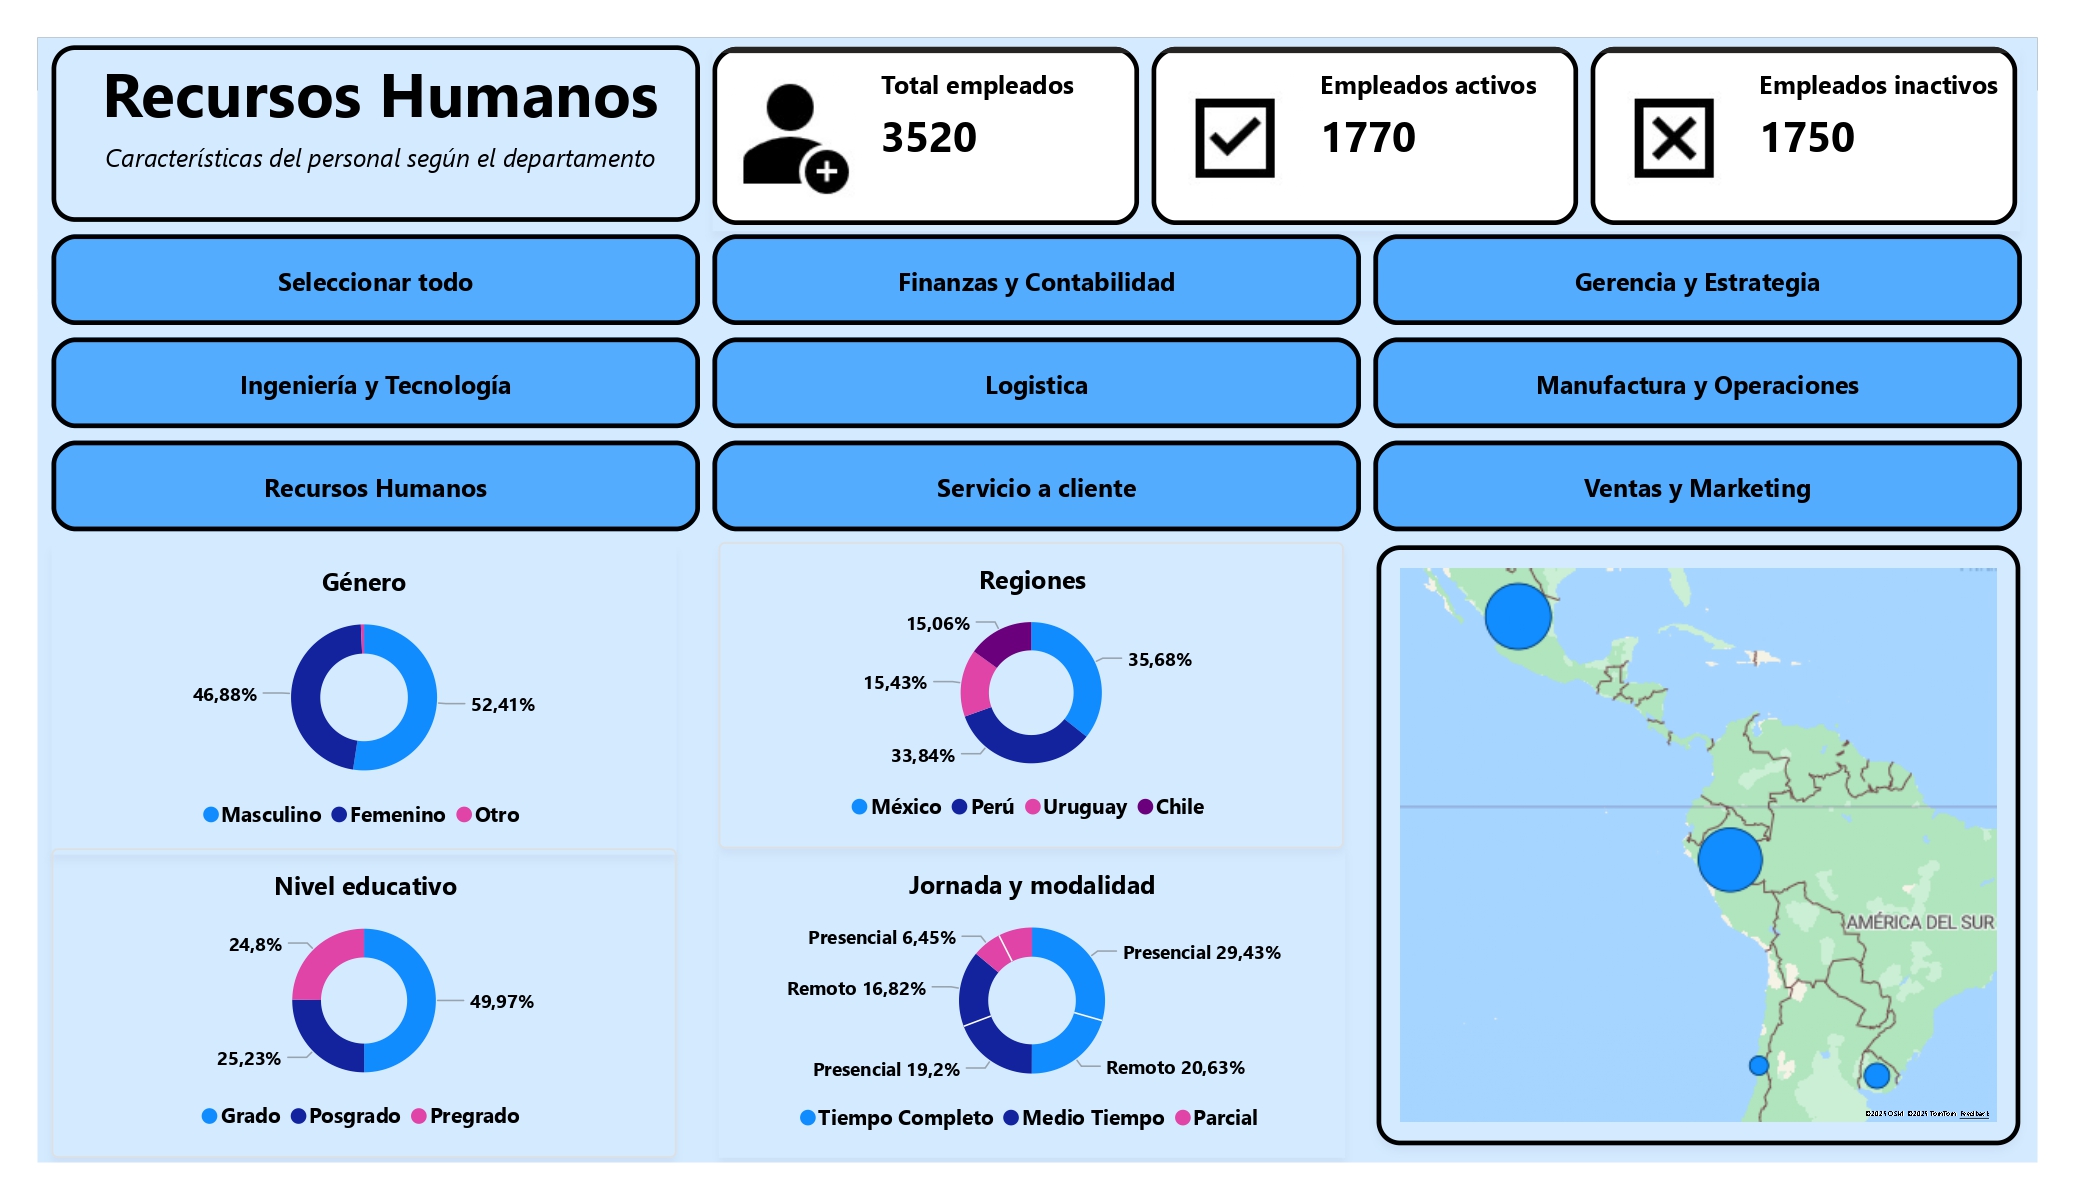 Recursos Humanos
Características del personal según el departamento
Total empleados
3520
Empleados activos
1770
Empleados inactivos
1750
Seleccionar todo
Finanzas y Contabilidad
Gerencia y Estrategia
Ingeniería y Tecnología
Logistica
Manufactura y Operaciones
Recursos Humanos
Servicio a cliente
Ventas y Marketing
Género
46,88%
52,41%
Masculino Femenino Otro
Regiones
15,06%
35,68%
15,43%
33,84%
México Perú Uruguay Chile
Nivel educativo
24,8%
49,97%
25,23%
Grado Posgrado Pregrado
Jornada y modalidad
Presencial 6,45%
Presencial 29,43%
Remoto 16,82%
Presencial 19,2%
Remoto 20,63%
Tiempo Completo Medio Tiempo Parcial
AMÉRICA DEL SUR
©2025 OSM ©2025 TomTom Feedback